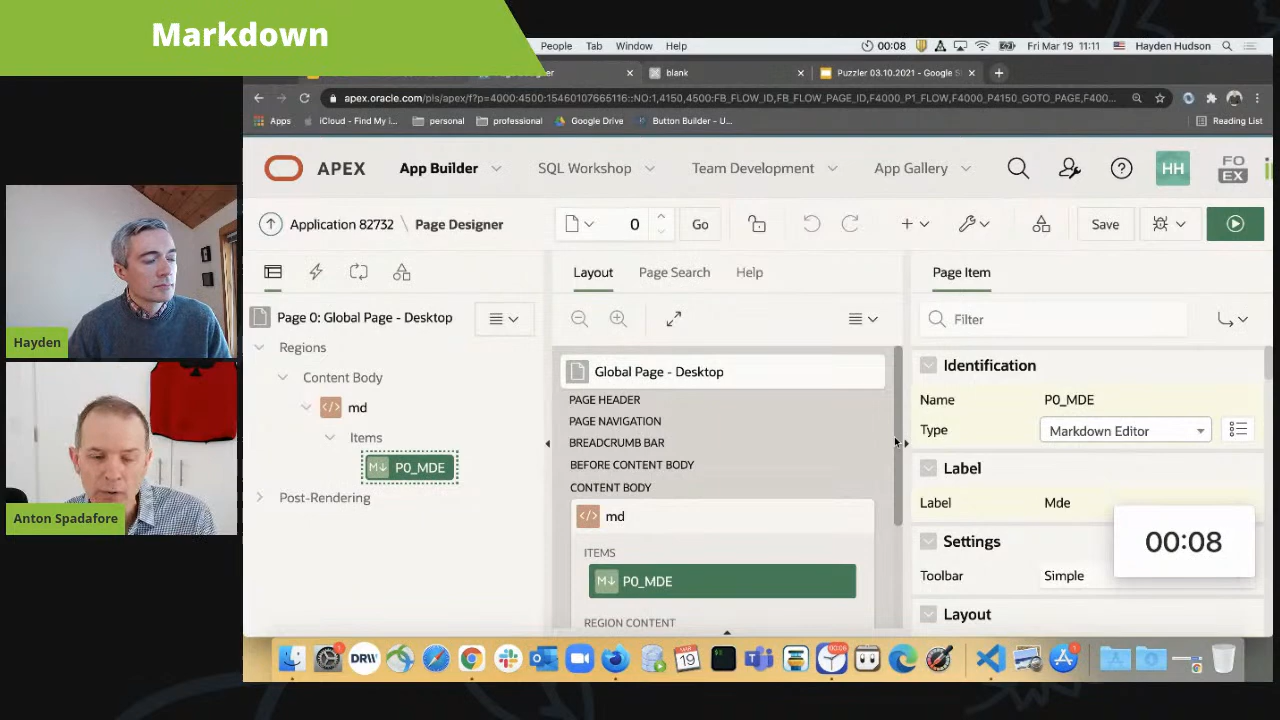 Markdown
People Tab Window Help
00:08
Fri Mar 19 11:11
Hayden Hudson
blank
Puzzler 03.10.2021 - Google S
apex.oracle.com/pls/apex/f?p=4000:4500:15460107665116::NO:1,4150,4500:FB_FLOW_ID,FB_FLOW_PAGE_ID,F4000_P1_FLOW,F4000_P4150_GOTO_PAGE,F400...
Apps
iCloud - Find My i...
personal
professional
Google Drive
Button Builder - U...
Reading List
APEX
App Builder
SQL Workshop
Team Development
App Gallery
HH
FO
EX
Application 82732 \ Page Designer
0
Go
Save
Layout
Page Search
Help
Page Item
Page 0: Global Page - Desktop
Filter
Regions
Content Body
md
Items
P0_MDE
Post-Rendering
Global Page - Desktop
PAGE HEADER
PAGE NAVIGATION
BREADCRUMB BAR
BEFORE CONTENT BODY
CONTENT BODY
md
ITEMS
P0_MDE
REGION CONTENT
Identification
Name P0_MDE
Type Markdown Editor
Label
Label Mde
Settings
Toolbar Simple
Layout
00:08
Hayden
Anton Spadafore
DRW
19